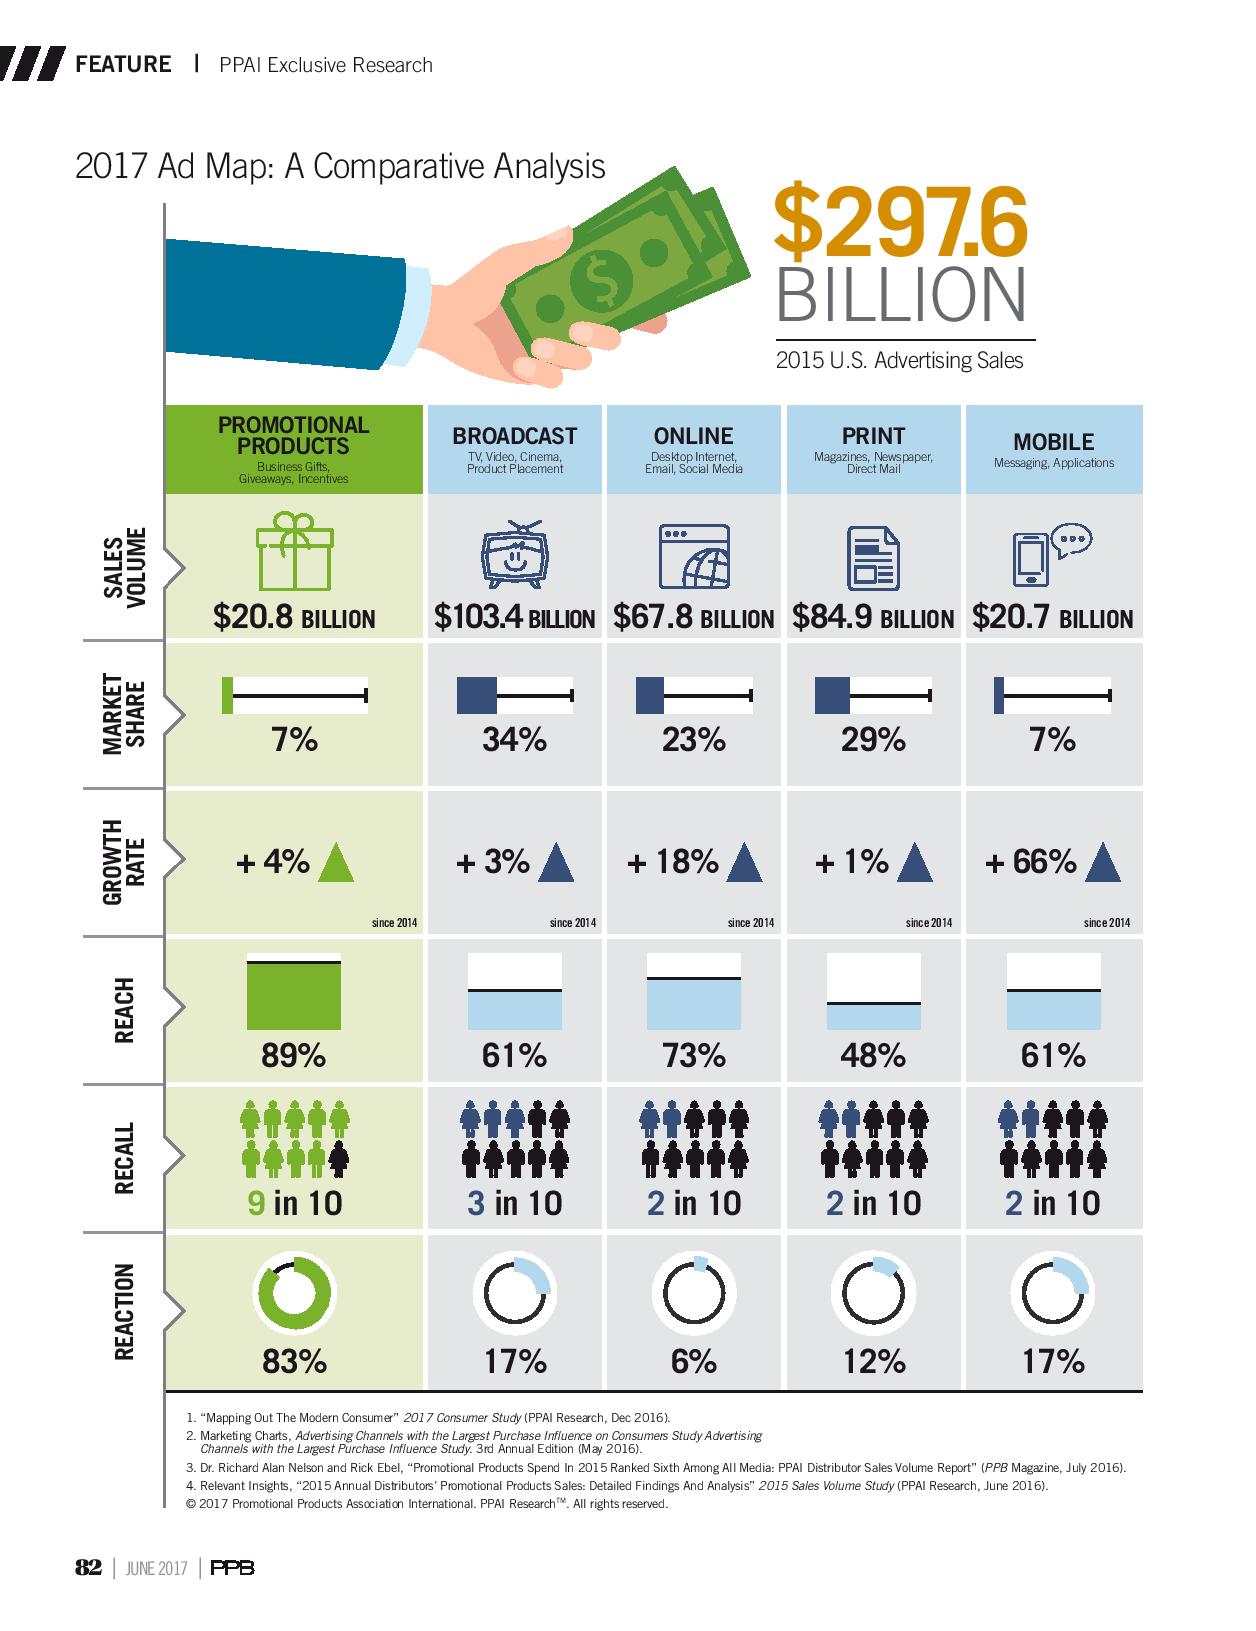 FEATURE | PPAI Exclusive Research
2017 Ad Map: A Comparative Analysis
$297.6
BILLION
2015 U.S. Advertising Sales
PROMOTIONAL
PRODUCTS
Business Gifts,
Giveaways, Incentives
BROADCAST
TV, Video, Cinema,
Product Placement
ONLINE
Desktop Internet,
Email, Social Media
PRINT
Magazines, Newspaper,
Direct Mail
MOBILE
Messaging, Applications
SALES
VOLUME
$20.8 BILLION
$103.4 BILLION
$67.8 BILLION
$84.9 BILLION
$20.7 BILLION
MARKET
SHARE
7%
34%
23%
29%
7%
GROWTH
RATE
+ 4%
since 2014
+ 3%
since 2014
+ 18%
since 2014
+ 1%
since 2014
+ 66%
since 2014
REACH
89%
61%
73%
48%
61%
RECALL
9 in 10
3 in 10
2 in 10
2 in 10
2 in 10
REACTION
83%
17%
6%
12%
17%
1. “Mapping Out The Modern Consumer” 2017 Consumer Study (PPAI Research, Dec 2016).
2. Marketing Charts, Advertising Channels with the Largest Purchase Influence on Consumers Study Advertising
Channels with the Largest Purchase Influence Study. 3rd Annual Edition (May 2016).
3. Dr. Richard Alan Nelson and Rick Ebel, “Promotional Products Spend In 2015 Ranked Sixth Among All Media: PPAI Distributor Sales Volume Report” (PPB Magazine, July 2016).
4. Relevant Insights, “2015 Annual Distributors’ Promotional Products Sales: Detailed Findings And Analysis” 2015 Sales Volume Study (PPAI Research, June 2016).
© 2017 Promotional Products Association International. PPAI Research™. All rights reserved.
82 | JUNE 2017 | PPB